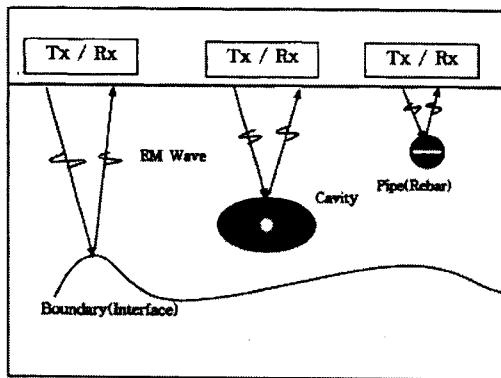 Tx / Rx
Tx / Rx
Tx / Rx
EM Wave
Cavity
Pipe(Rebar)
Boundary(Interface)